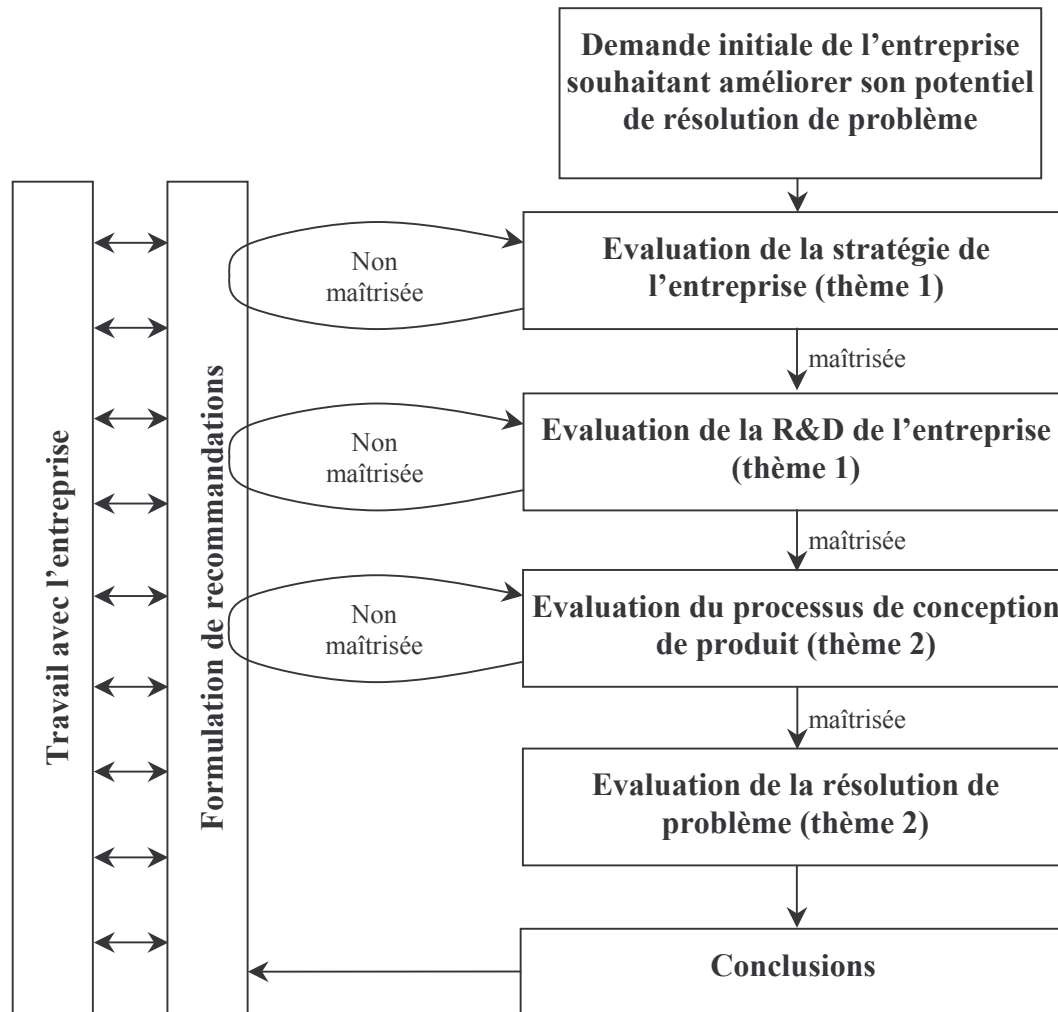 Demande initiale de l’entreprise
souhaitant améliorer son potentiel
de résolution de problème
Travail avec l’entreprise
Formulation de recommandations
Non
maîtrisée
Evaluation de la stratégie de
l’entreprise (thème 1)
maîtrisée
Non
maîtrisée
Evaluation de la R&D de l’entreprise
(thème 1)
maîtrisée
Non
maîtrisée
Evaluation du processus de conception
de produit (thème 2)
maîtrisée
Evaluation de la résolution de
problème (thème 2)
Conclusions